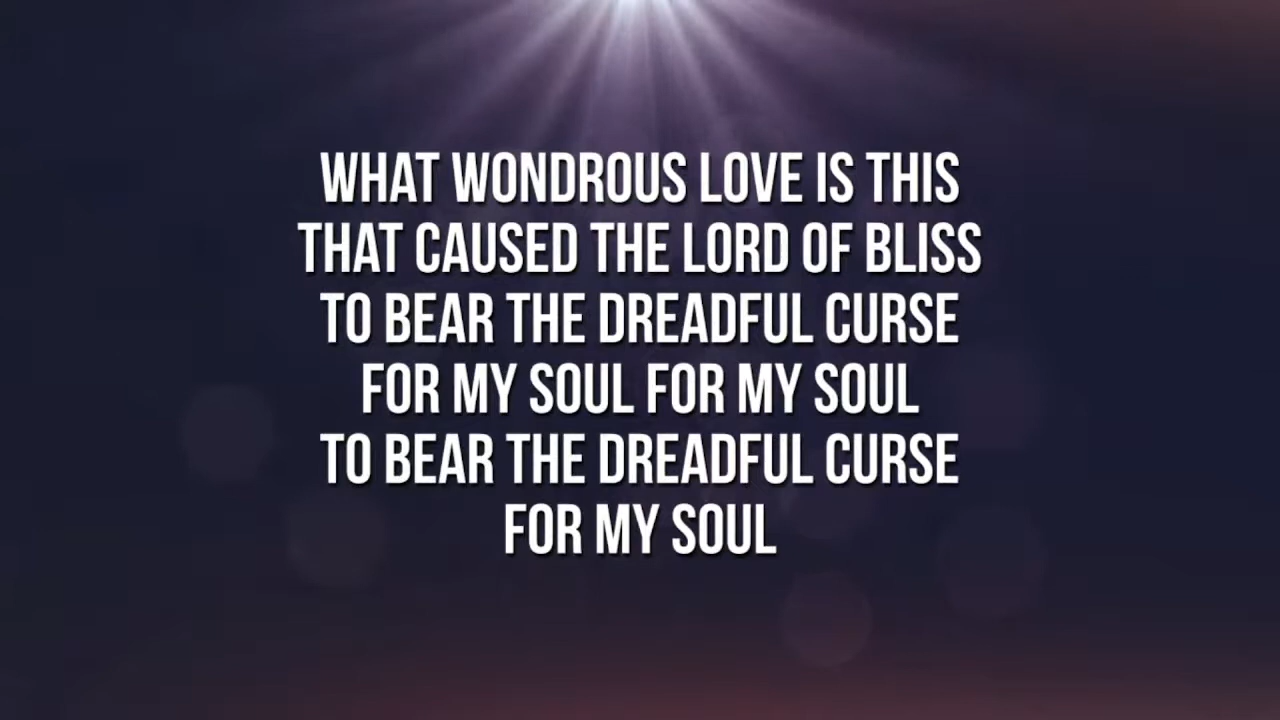 WHAT WONDROUS LOVE IS THIS
THAT CAUSED THE LORD OF BLISS
TO BEAR THE DREADFUL CURSE
FOR MY SOUL FOR MY SOUL
TO BEAR THE DREADFUL CURSE
FOR MY SOUL